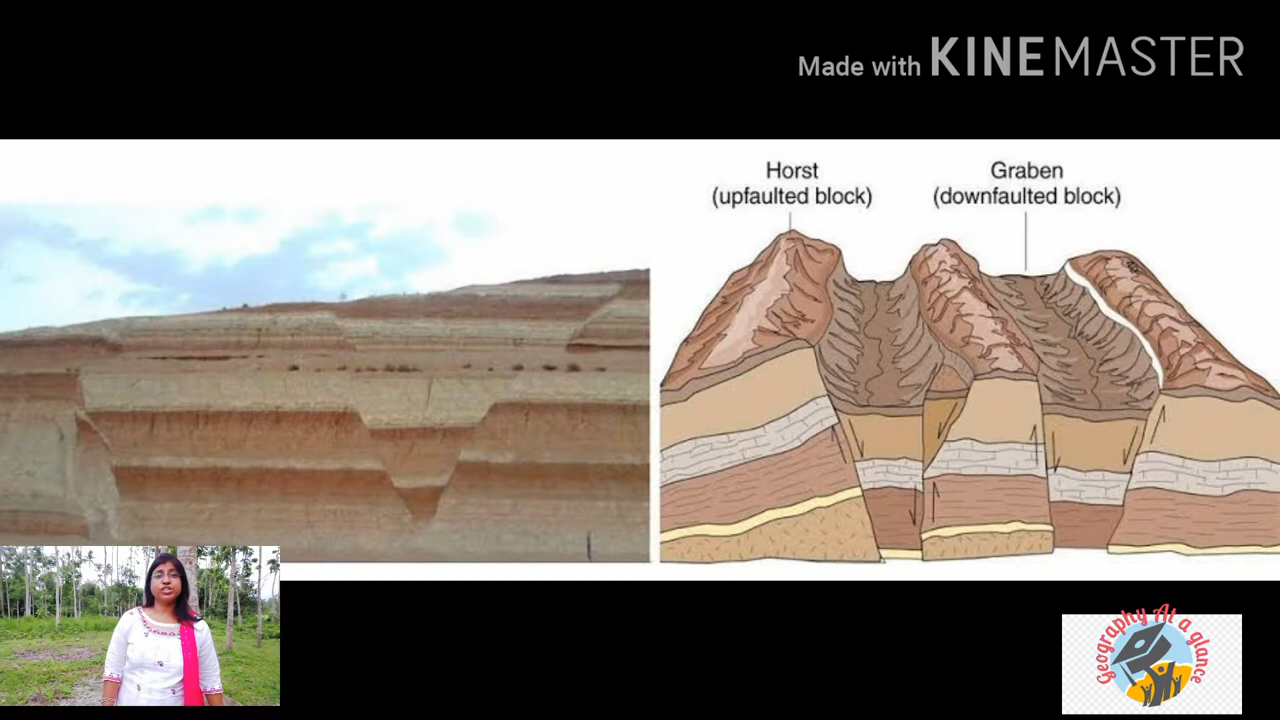 Made with KINEMASTER
Horst
(upfaulted block)
Graben
(downfaulted block)
Geography At a glance